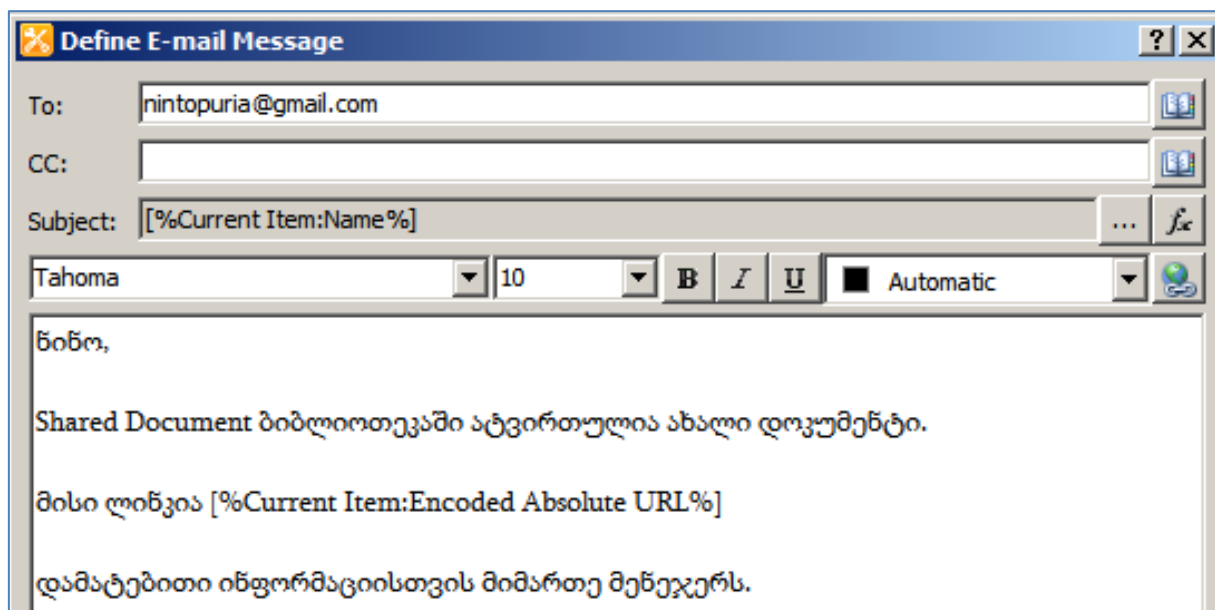 Define E-mail Message
To: nintopuria@gmail.com
CC:
Subject: [%Current Item:Name%] ... fx
Tahoma 10 B I U Automatic
ნინო,
Shared Document ბიბლიოთეკაში ატვირთულია ახალი დოკუმენტი.
მისი ლინკია [%Current Item:Encoded Absolute URL%]
დამატებითი ინფორმაციისთვის მიმართე მენეჯერს.